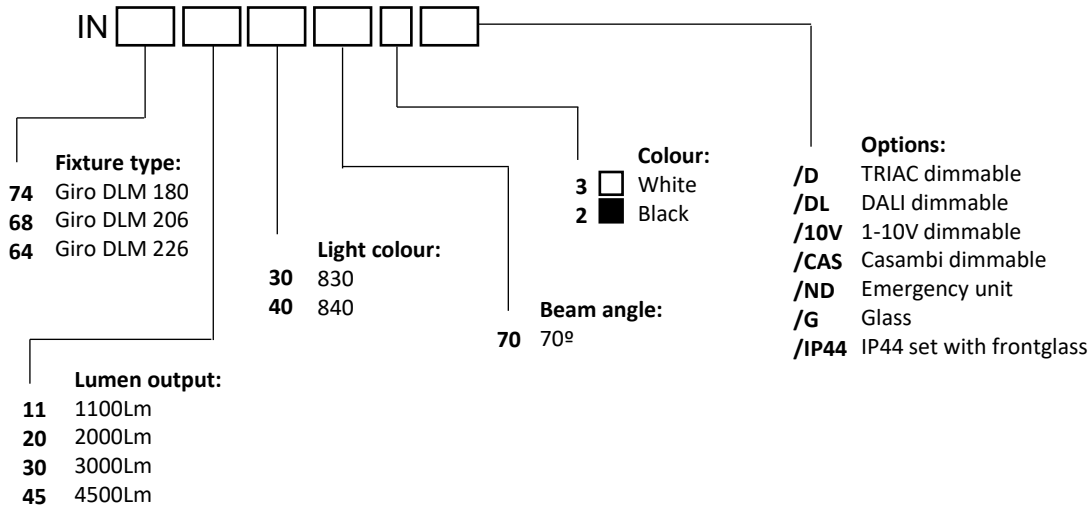 IN
Fixture type:
74 Giro DLM 180
68 Giro DLM 206
64 Giro DLM 226
Lumen output:
11 1100Lm
20 2000Lm
30 3000Lm
45 4500Lm
Light colour:
30 830
40 840
Beam angle:
70 70º
Colour:
3 White
2 Black
Options:
/D TRIAC dimmable
/DL DALI dimmable
/10V 1-10V dimmable
/CAS Casambi dimmable
/ND Emergency unit
/G Glass
/IP44 IP44 set with frontglass